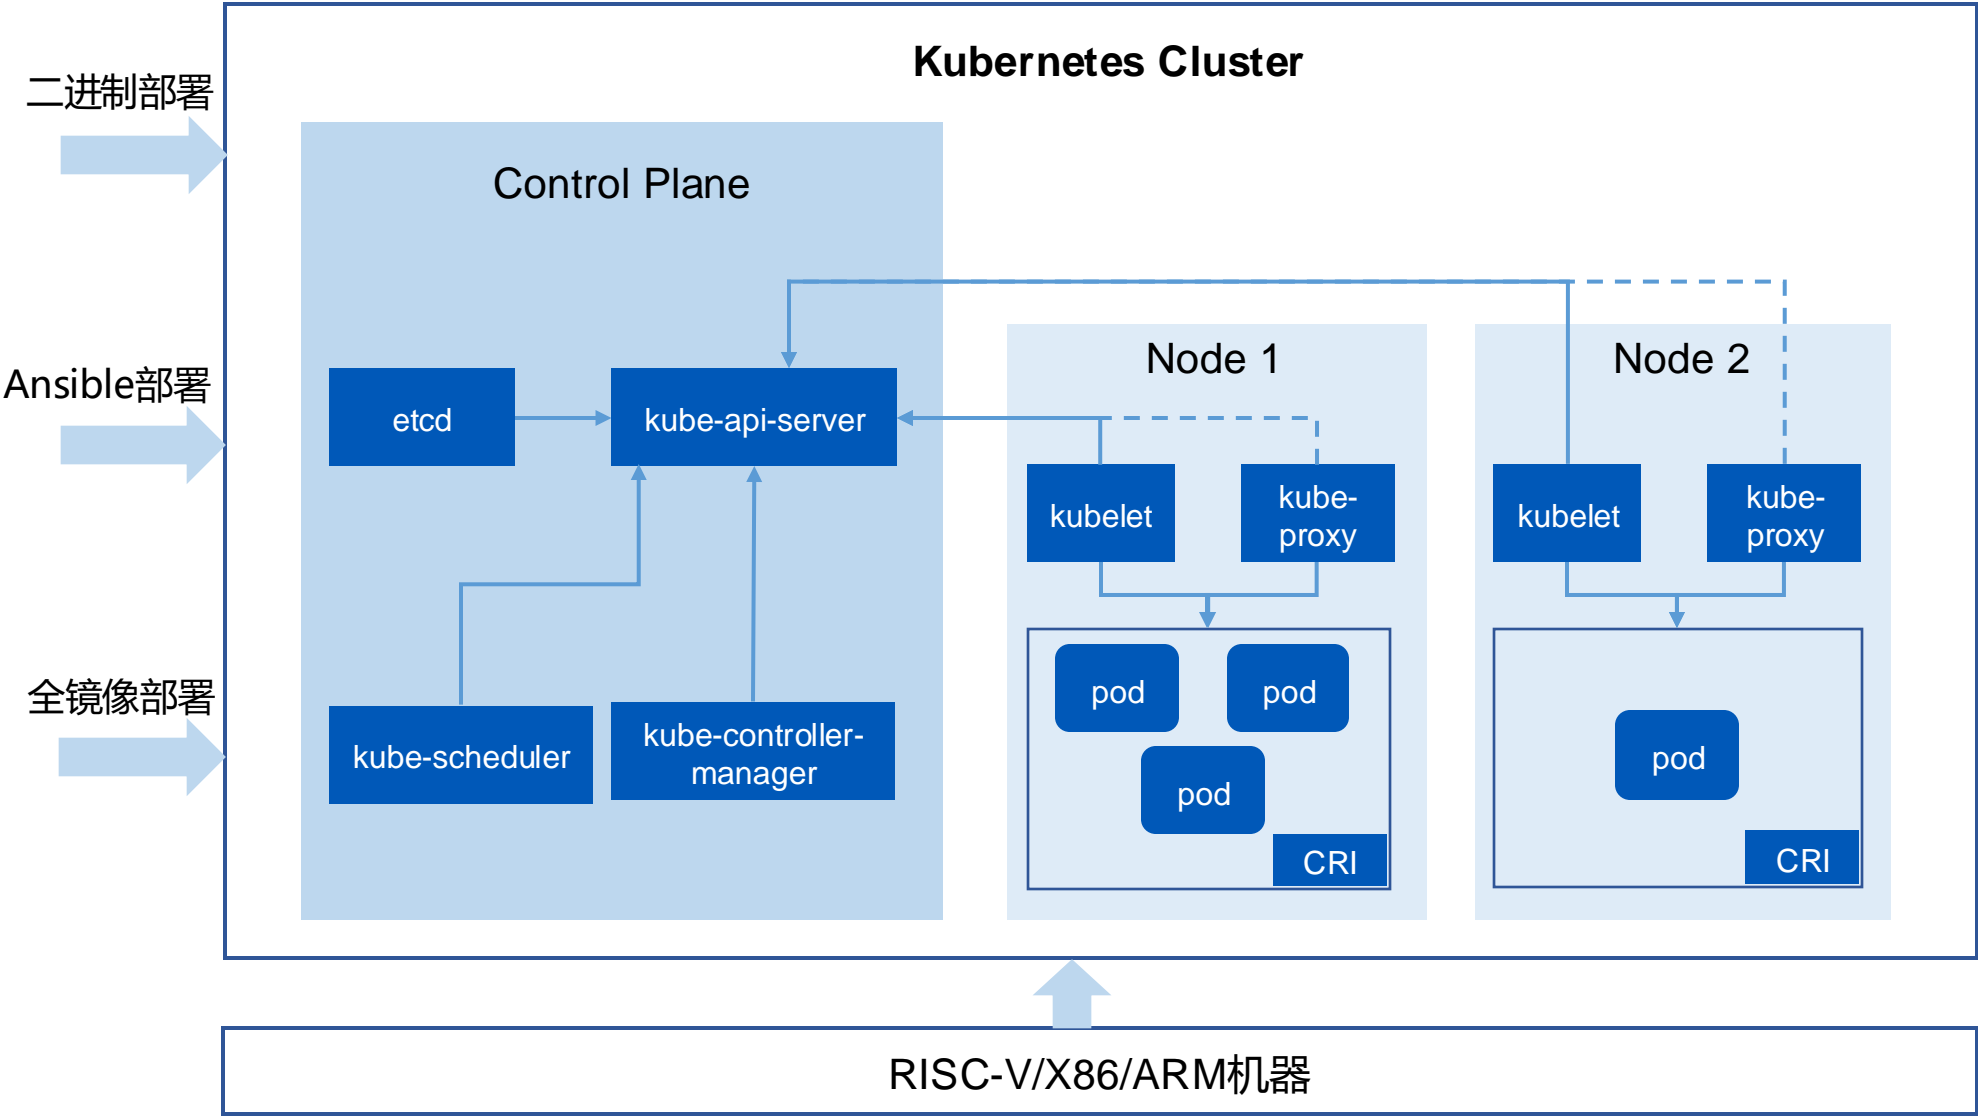 Kubernetes Cluster
二进制部署
Control Plane
Ansible部署
Node 1
Node 2
etcd
kube-api-server
kubelet
kube-
proxy
kubelet
kube-
proxy
全镜像部署
kube-scheduler
kube-controller-
manager
pod
pod
pod
CRI
pod
CRI
RISC-V/X86/ARM机器